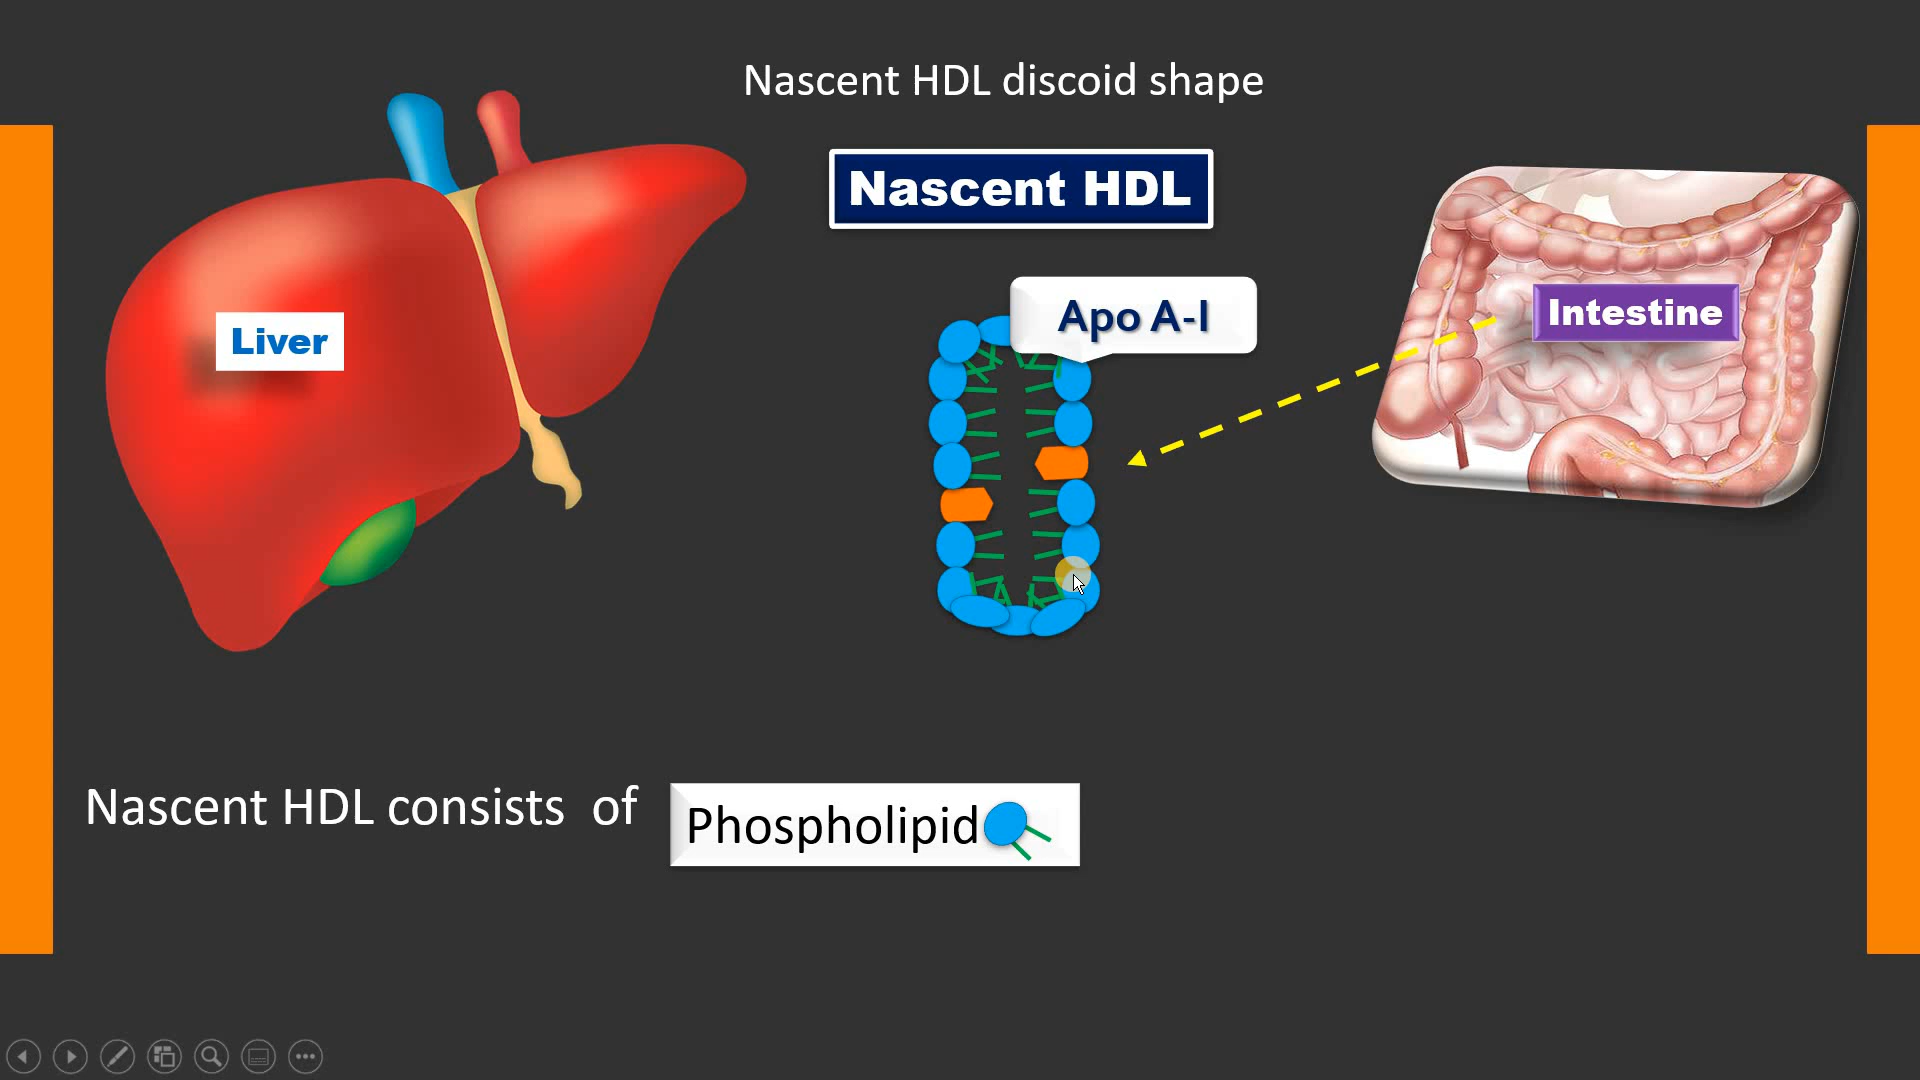 Nascent HDL discoid shape
Nascent HDL
Apo A-I
Liver
Intestine
Nascent HDL consists of
Phospholipid